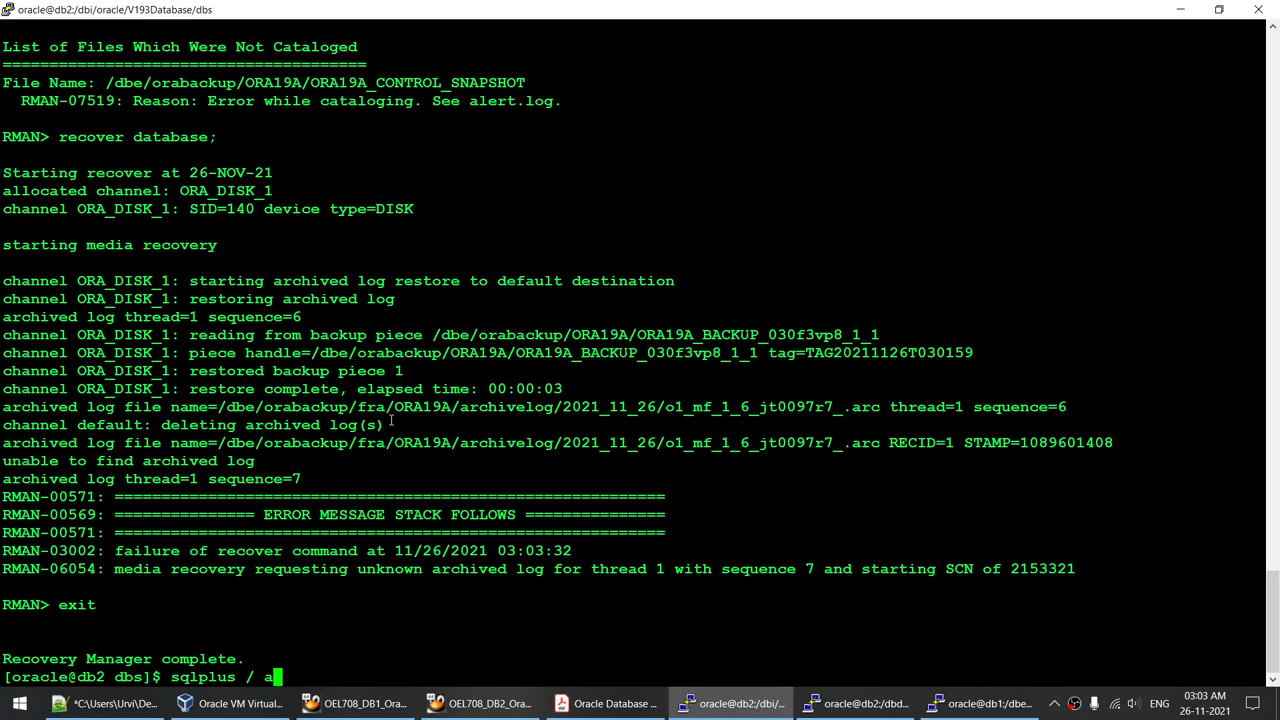 oracle@db2:/dbi/oracle/V193Database/dbs
List of Files Which Were Not Cataloged
=======================================
File Name: /dbe/orabackup/ORA19A/ORA19A_CONTROL_SNAPSHOT
  RMAN-07519: Reason: Error while cataloging. See alert.log.
RMAN> recover database;
Starting recover at 26-NOV-21
allocated channel: ORA_DISK_1
channel ORA_DISK_1: SID=140 device type=DISK
starting media recovery
channel ORA_DISK_1: starting archived log restore to default destination
channel ORA_DISK_1: restoring archived log
archived log thread=1 sequence=6
channel ORA_DISK_1: reading from backup piece /dbe/orabackup/ORA19A/ORA19A_BACKUP_030f3vp8_1_1
channel ORA_DISK_1: piece handle=/dbe/orabackup/ORA19A/ORA19A_BACKUP_030f3vp8_1_1 tag=TAG20211126T030159
channel ORA_DISK_1: restored backup piece 1
channel ORA_DISK_1: restore complete, elapsed time: 00:00:03
archived log file name=/dbe/orabackup/fra/ORA19A/archivelog/2021_11_26/o1_mf_1_6_jt0097r7_.arc thread=1 sequence=6
channel default: deleting archived log(s)
archived log file name=/dbe/orabackup/fra/ORA19A/archivelog/2021_11_26/o1_mf_1_6_jt0097r7_.arc RECID=1 STAMP=1089601408
unable to find archived log
archived log thread=1 sequence=7
RMAN-00571: ===========================================================
RMAN-00569: =============== ERROR MESSAGE STACK FOLLOWS ===============
RMAN-00571: ===========================================================
RMAN-03002: failure of recover command at 11/26/2021 03:03:32
RMAN-06054: media recovery requesting unknown archived log for thread 1 with sequence 7 and starting SCN of 2153321
RMAN> exit
Recovery Manager complete.
[oracle@db2 dbs]$ sqlplus / a
*C:\Users\Urvi\De...
Oracle VM Virtual...
OEL708_DB1_Ora...
OEL708_DB2_Ora...
Oracle Database ...
oracle@db2:/dbi/...
oracle@db2:/dbd...
oracle@db1:/dbe...
ENG
03:03 AM
26-11-2021